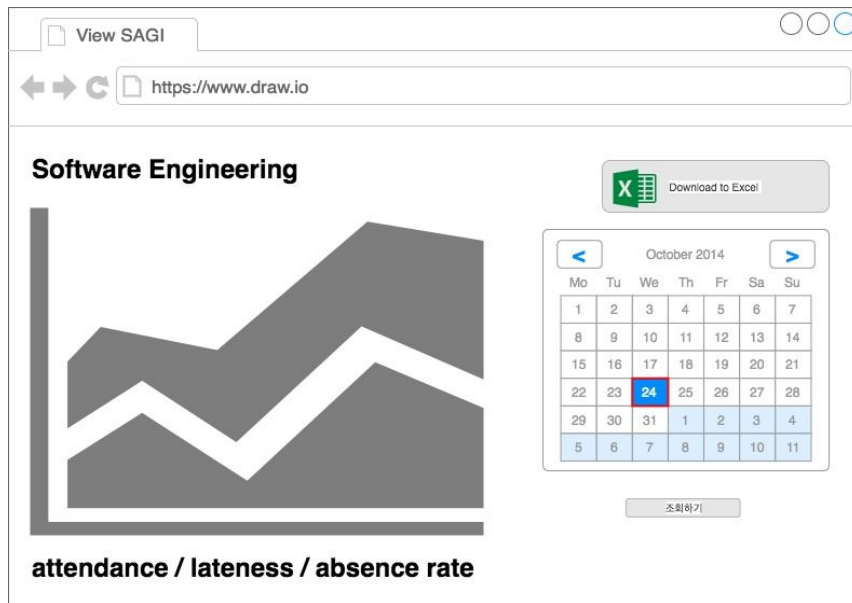 View SAGI
https://www.draw.io
Software Engineering
X
Download to Excel
< October 2014 >
Mo Tu We Th Fr Sa Su
1 2 3 4 5 6 7
8 9 10 11 12 13 14
15 16 17 18 19 20 21
22 23 24 25 26 27 28
29 30 31 1 2 3 4
5 6 7 8 9 10 11
조회하기
attendance / lateness / absence rate